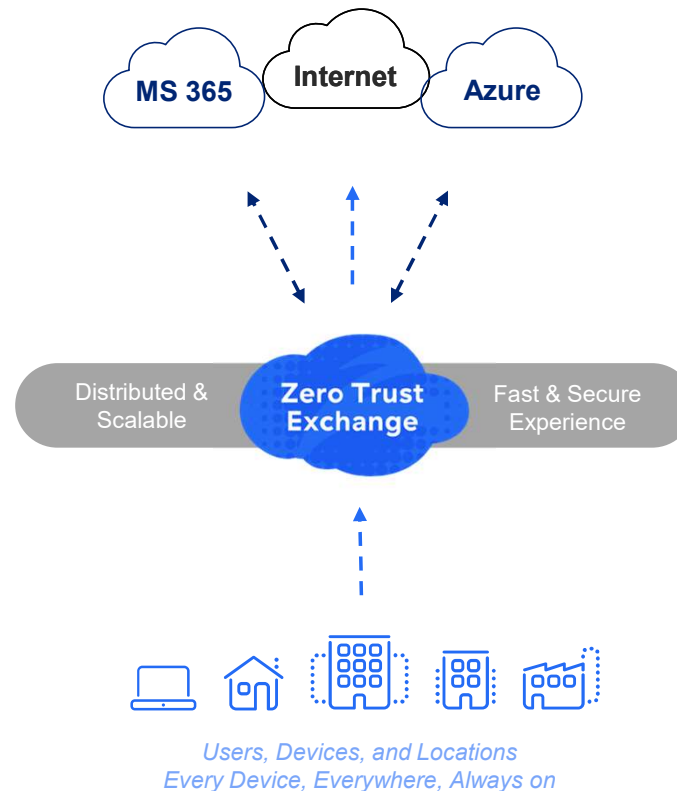 MS 365
Internet
Azure
Distributed &
Scalable
Zero Trust
Exchange
Fast & Secure
Experience
Users, Devices, and Locations
Every Device, Everywhere, Always on